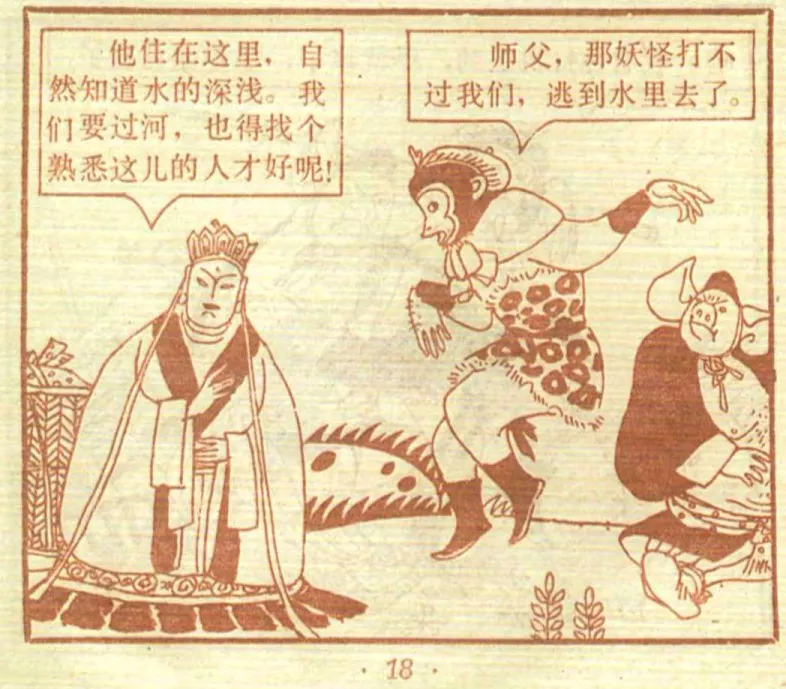 师父，那妖怪打不
过我们，逃到水里去了。
他住在这里，自
然知道水的深浅。我
们要过河，也得找个
熟悉这儿的人才好呢！
·18·